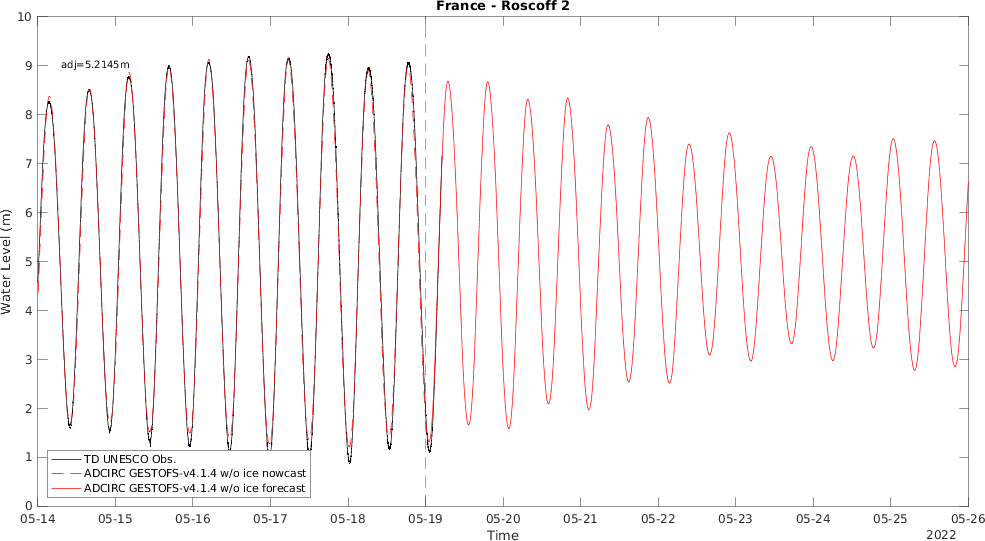 France - Roscoff 2
adj=5.2145m
Water Level (m)
10
9
8
7
6
5
4
3
2
1
0
TD UNESCO Obs.
ADCIRC GESTOFS-v4.1.4 w/o ice nowcast
ADCIRC GESTOFS-v4.1.4 w/o ice forecast
05-14 05-15 05-16 05-17 05-18 05-19 05-20 05-21 05-22 05-23 05-24 05-25 05-26
Time
2022